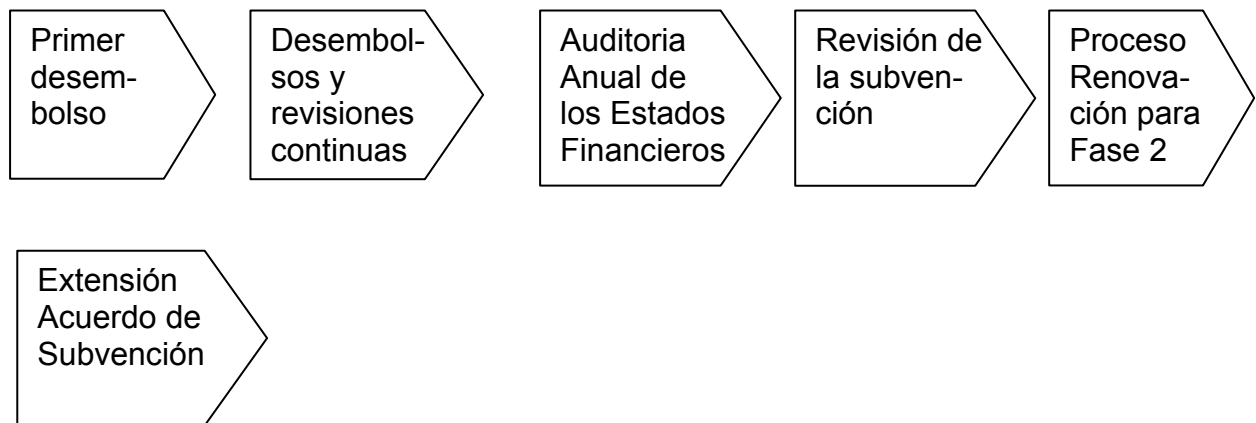 Primer
desem-
bolso
Desembol-
sos y
revisiones
continuas
Auditoria
Anual de
los Estados
Financieros
Revisión de
la subven-
ción
Proceso
Renova-
ción para
Fase 2
Extensión
Acuerdo de
Subvención